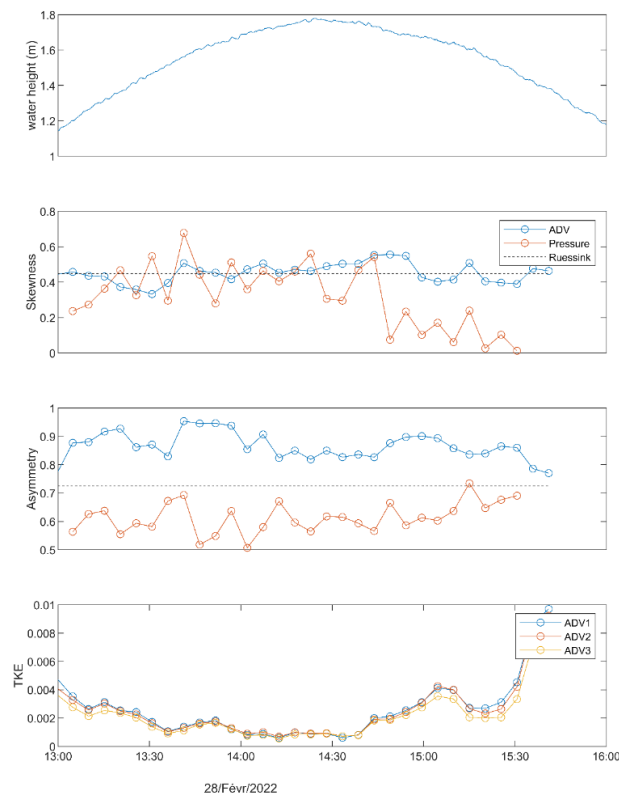 water height (m)
1.8
1.6
1.4
1.2
1
Skewness
0.8
0.6
0.4
0.2
0
ADV
Pressure
Ruessink
Asymmetry
1
0.9
0.8
0.7
0.6
0.5
TKE
0.01
0.008
0.006
0.004
0.002
0
ADV1
ADV2
ADV3
13:00
13:30
14:00
14:30
15:00
15:30
16:00
28/Févr/2022